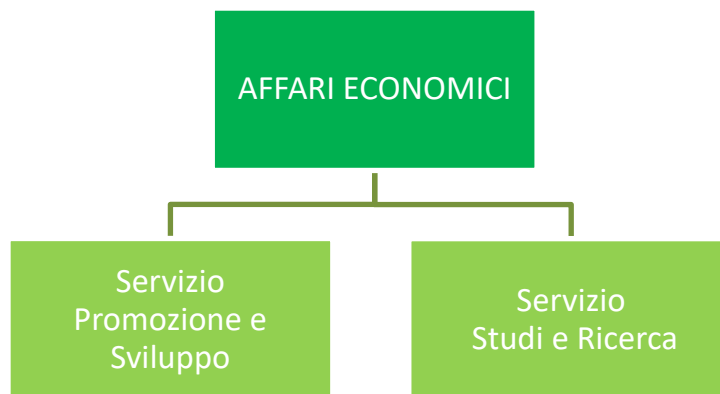 AFFARI ECONOMICI
Servizio
Promozione e
Sviluppo
Servizio
Studi e Ricerca